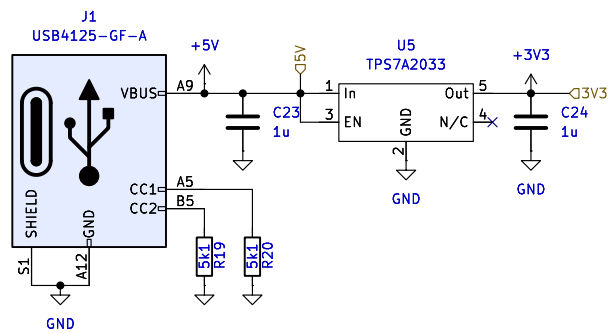 J1
USB4125-GF-A
+5V
5V
U5
TPS7A2033
+3V3
VBUS
A9
1
In
Out
5
3V3
C23
1u
3
EN
GND
2
N/C
4
C24
1u
GND
GND
CC1
A5
CC2
B5
SHIELD
GND
S1
A12
5k1
R19
5k1
R20
GND